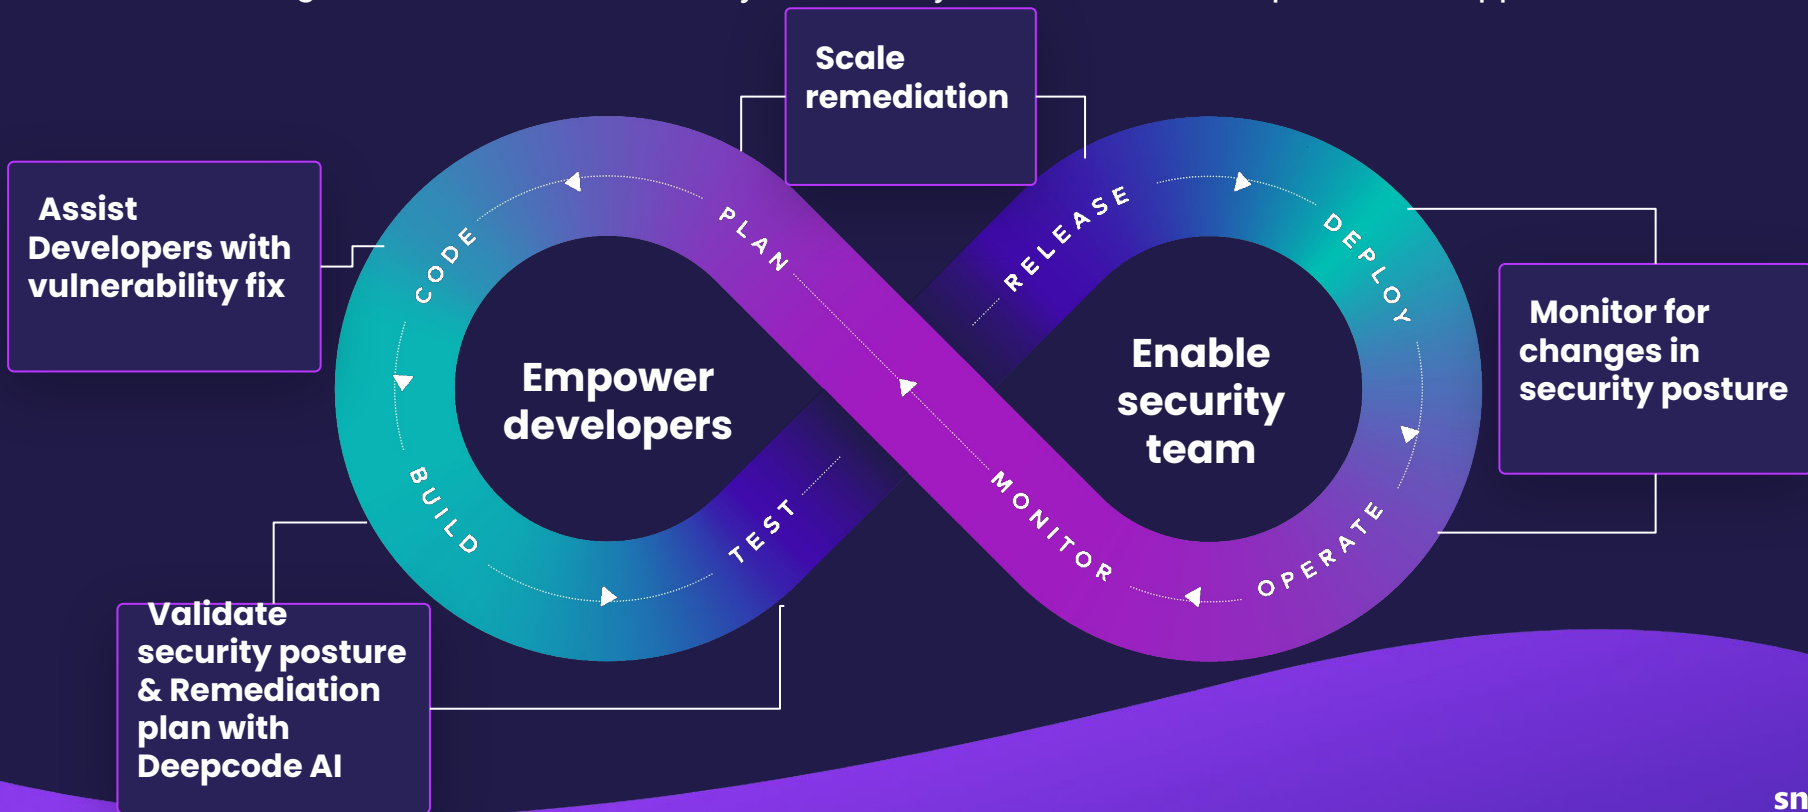 Scale
remediation
Assist
Developers with
vulnerability fix
PLAN
CODE
RELEASE
DEPLOY
Monitor for
changes in
security posture
Empower
developers
Enable
security
team
BUILD
TEST
MONITOR
OPERATE
Validate
security posture
& Remediation
plan with
Deepcode AI
sn